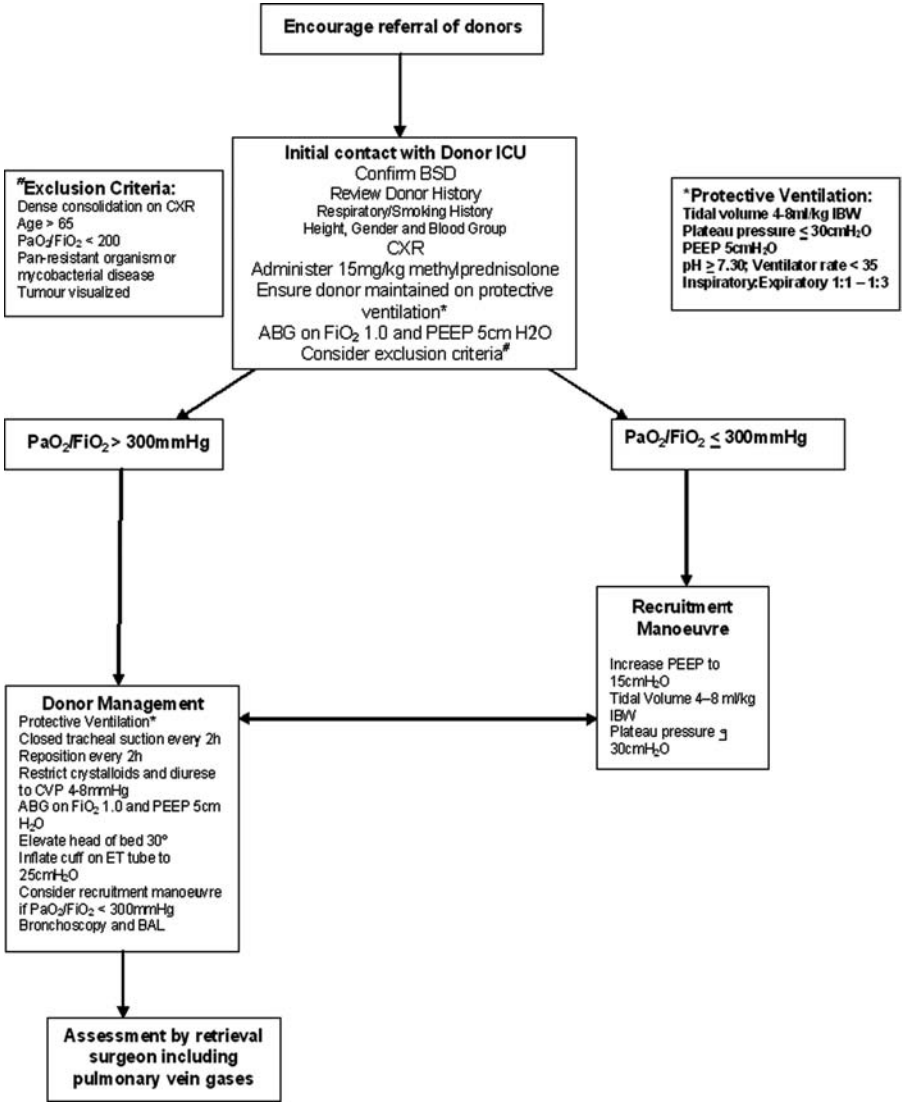 Encourage referral of donors
Initial contact with Donor ICU
Confirm BSD
Review Donor History
Respiratory/Smoking History
Height, Gender and Blood Group
CXR
Administer 15mg/kg methylprednisolone
Ensure donor maintained on protective
ventilation*
ABG on FiO₂ 1.0 and PEEP 5cm H2O
Consider exclusion criteria#
#Exclusion Criteria:
Dense consolidation on CXR
Age > 65
PaO₂/FiO₂ < 200
Pan-resistant organism or
mycobacterial disease
Tumour visualized
*Protective Ventilation:
Tidal volume 4-8ml/kg IBW
Plateau pressure ≤ 30cmH₂O
PEEP 5cmH₂O
pH ≥ 7.30; Ventilator rate < 35
Inspiratory:Expiratory 1:1 – 1:3
PaO₂/FiO₂ > 300mmHg
PaO₂/FiO₂ ≤ 300mmHg
Recruitment
Manoeuvre
Increase PEEP to
15cmH₂O
Tidal Volume 4–8 ml/kg
IBW
Plateau pressure
30cmH₂O
Donor Management
Protective Ventilation*
Closed tracheal suction every 2h
Reposition every 2h
Restrict crystalloids and diurese
to CVP 4-8mmHg
ABG on FiO₂ 1.0 and PEEP 5cm
H₂O
Elevate head of bed 30°
Inflate cuff on ET tube to
25cmH₂O
Consider recruitment manoeuvre
if PaO₂/FiO₂ < 300mmHg
Bronchoscopy and BAL
Assessment by retrieval
surgeon including
pulmonary vein gases